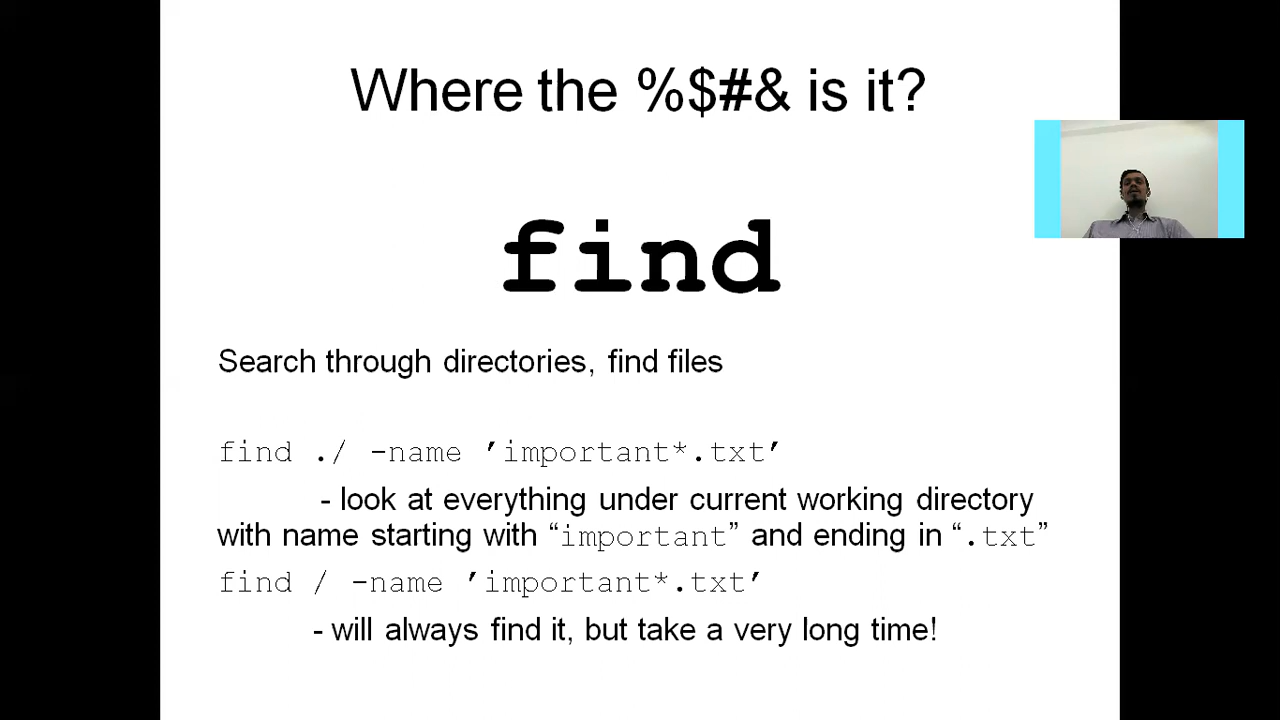 Where the %$#& is it?
find
Search through directories, find files
find ./ -name ’important*.txt’
- look at everything under current working directory
with name starting with “important” and ending in “.txt”
find / -name ’important*.txt’
- will always find it, but take a very long time!